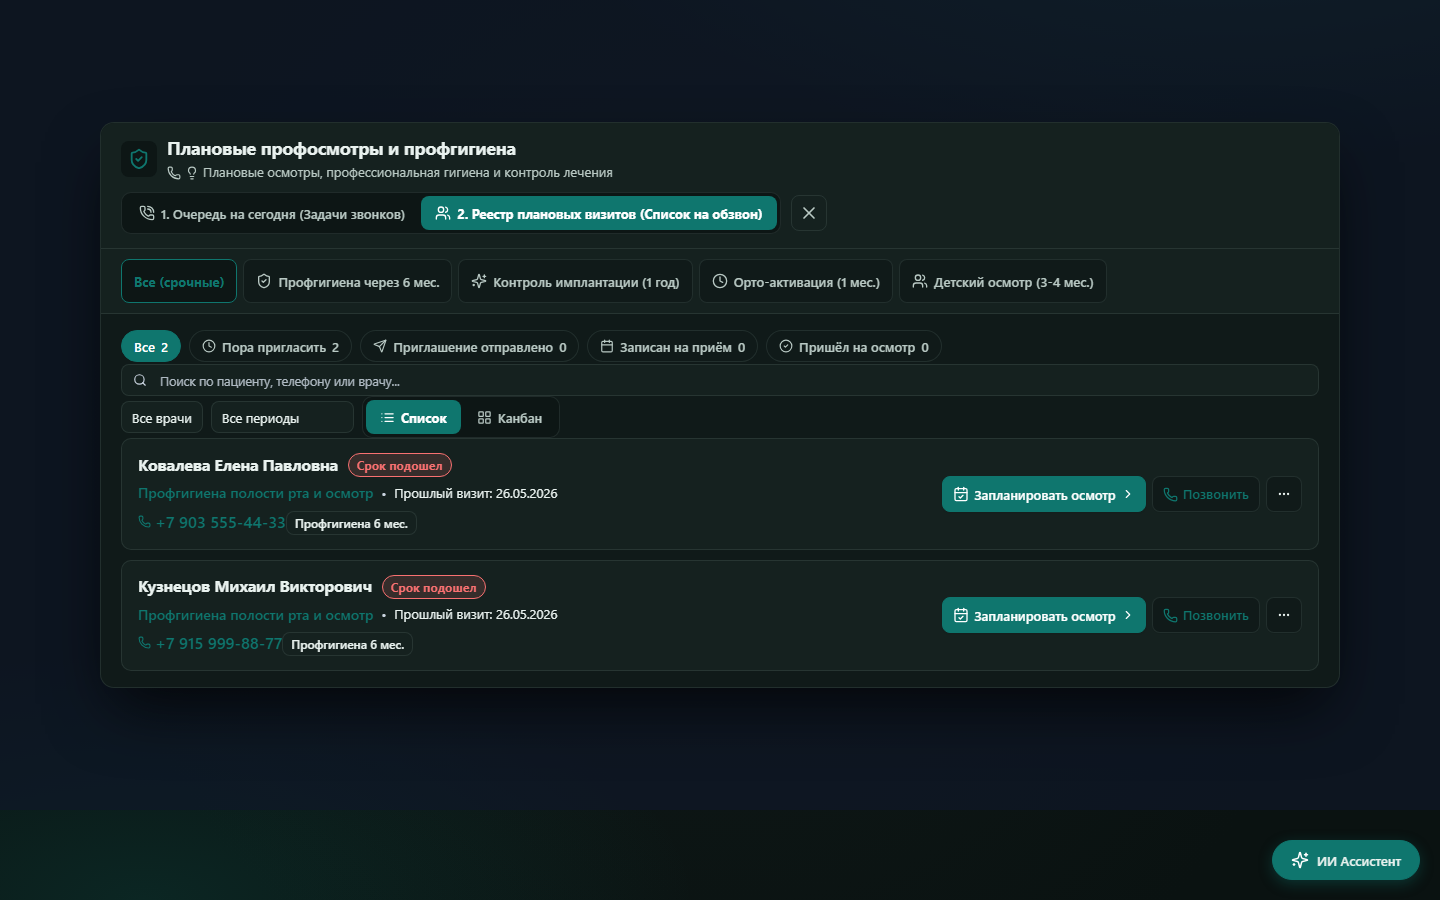 Плановые профосмотры и профгигиена
Плановые осмотры, профессиональная гигиена и контроль лечения
1. Очередь на сегодня (Задачи звонков)
2. Реестр плановых визитов (Список на обзвон)
Все (срочные)
Профгигиена через 6 мес.
Контроль имплантации (1 год)
Орто-активация (1 мес.)
Детский осмотр (3-4 мес.)
Все 2
Пора пригласить 2
Приглашение отправлено 0
Записан на приём 0
Пришёл на осмотр 0
Поиск по пациенту, телефону или врачу...
Все врачи
Все периоды
Список
Канбан
Ковалева Елена Павловна
Срок подошел
Профгигиена полости рта и осмотр • Прошлый визит: 26.05.2026
+7 903 555-44-33
Профгигиена 6 мес.
Запланировать осмотр
Позвонить
...
Кузнецов Михаил Викторович
Срок подошел
Профгигиена полости рта и осмотр • Прошлый визит: 26.05.2026
+7 915 999-88-77
Профгигиена 6 мес.
Запланировать осмотр
Позвонить
...
ИИ Ассистент